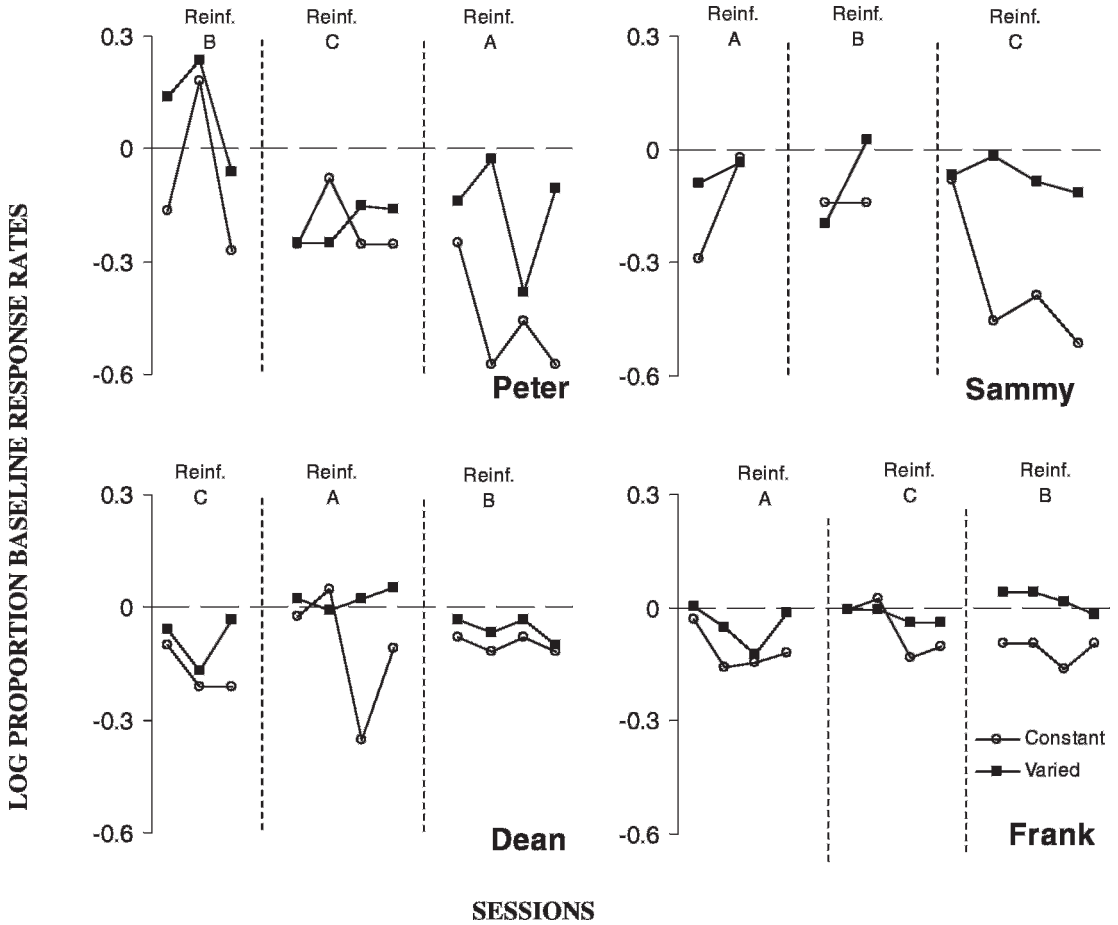 LOG PROPORTION BASELINE RESPONSE RATES
Reinf. Reinf. Reinf.
B C A
0.3
0
-0.3
-0.6
Peter
Reinf. Reinf. Reinf.
A B C
0.3
0
-0.3
-0.6
Sammy
Reinf. Reinf. Reinf.
C A B
0.3
0
-0.3
-0.6
Dean
Reinf. Reinf. Reinf.
A C B
0.3
0
-0.3
-0.6
Constant
Varied
Frank
SESSIONS